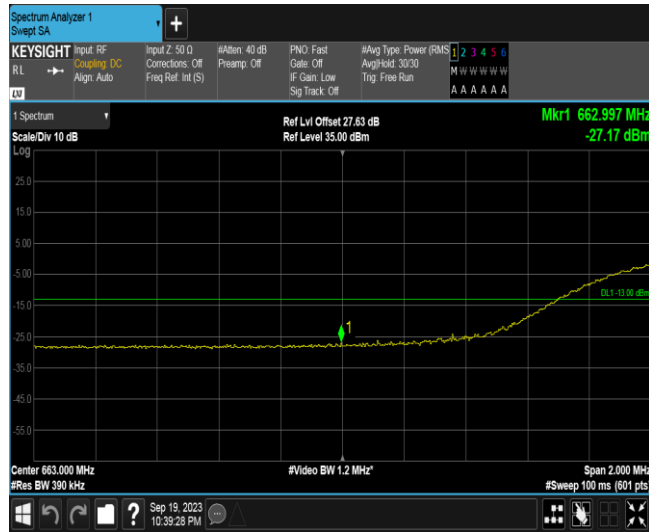 Spectrum Analyzer 1
Swept SA
KEYSIGHT
RL
LXI
Input: RF
Coupling: DC
Align: Auto
Input Z: 50 Ω
Corrections: Off
Freq Ref: Int (S)
#Atten: 40 dB
Preamp: Off
PNO: Fast
Gate: Off
IF Gain: Low
Sig Track: Off
#Avg Type: Power (RMS
Avg|Hold: 30/30
Trig: Free Run
1 2 3 4 5 6
M W W W W W
A A A A A A
1 Spectrum
Scale/Div 10 dB
Ref Lvl Offset 27.63 dB
Ref Level 35.00 dBm
Mkr1 662.997 MHz
-27.17 dBm
Log
25.0
15.0
5.00
-5.00
-15.0
-25.0
-35.0
-45.0
-55.0
DL1 -13.00 dBm
1
Center 663.000 MHz
#Res BW 390 kHz
#Video BW 1.2 MHz*
Span 2.000 MHz
#Sweep 100 ms (601 pts)
?
Sep 19, 2023
10:39:28 PM